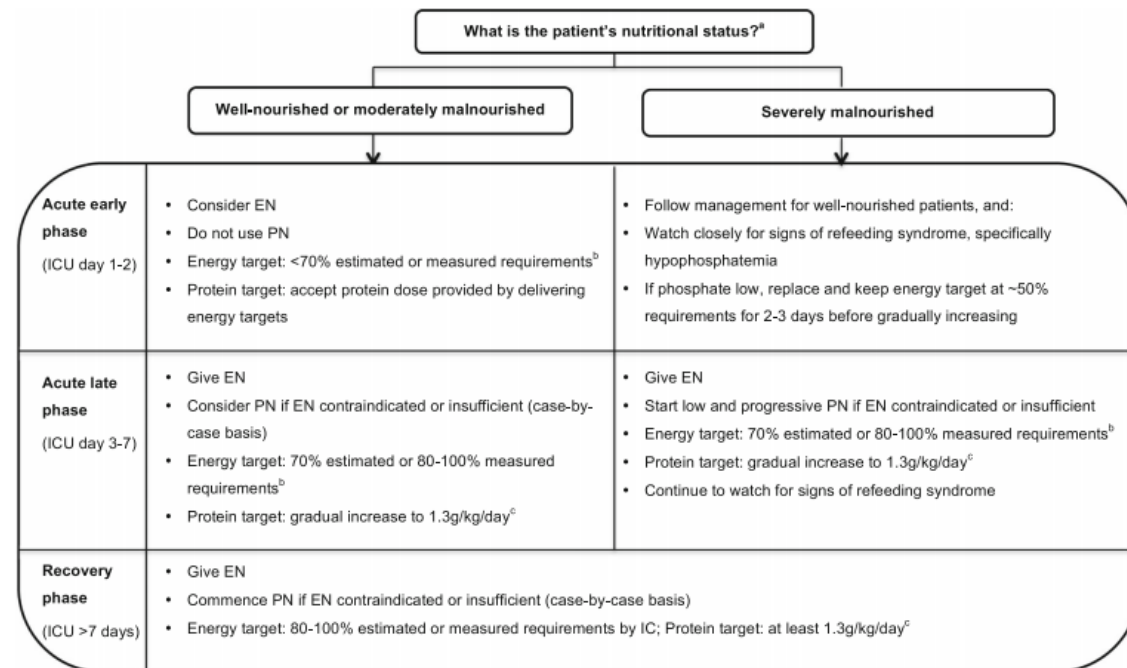 What is the patient's nutritional status?ᵃ
Well-nourished or moderately malnourished
Severely malnourished
Acute early
phase
(ICU day 1-2)
• Consider EN
• Do not use PN
• Energy target: <70% estimated or measured requirementsᵇ
• Protein target: accept protein dose provided by delivering
energy targets
• Follow management for well-nourished patients, and:
• Watch closely for signs of refeeding syndrome, specifically
hypophosphatemia
• If phosphate low, replace and keep energy target at ~50%
requirements for 2-3 days before gradually increasing
Acute late
phase
(ICU day 3-7)
• Give EN
• Consider PN if EN contraindicated or insufficient (case-by-
case basis)
• Energy target: 70% estimated or 80-100% measured
requirementsᵇ
• Protein target: gradual increase to 1.3g/kg/dayᶜ
• Give EN
• Start low and progressive PN if EN contraindicated or insufficient
• Energy target: 70% estimated or 80-100% measured requirementsᵇ
• Protein target: gradual increase to 1.3g/kg/dayᶜ
• Continue to watch for signs of refeeding syndrome
Recovery
phase
(ICU >7 days)
• Give EN
• Commence PN if EN contraindicated or insufficient (case-by-case basis)
• Energy target: 80-100% estimated or measured requirements by IC; Protein target: at least 1.3g/kg/dayᶜ